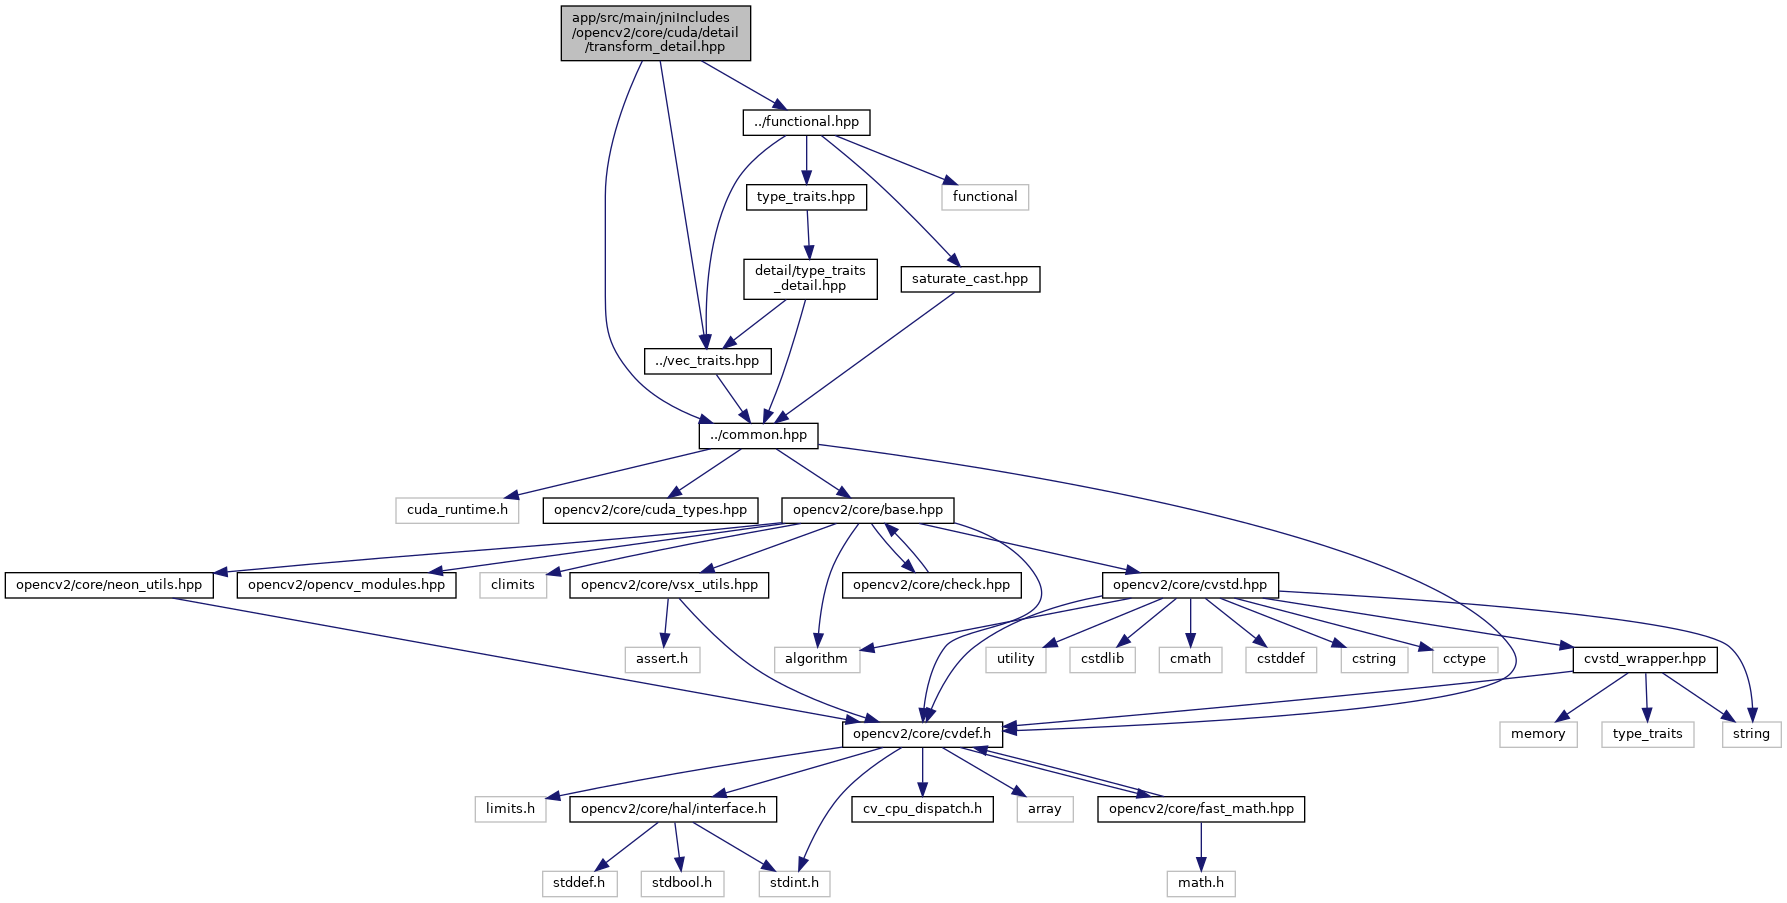 app/src/main/jniIncludes
/opencv2/core/cuda/detail
/transform_detail.hpp
../functional.hpp
type_traits.hpp
functional
detail/type_traits
_detail.hpp
saturate_cast.hpp
../vec_traits.hpp
../common.hpp
cuda_runtime.h
opencv2/core/cuda_types.hpp
opencv2/core/base.hpp
opencv2/core/neon_utils.hpp
opencv2/opencv_modules.hpp
climits
opencv2/core/vsx_utils.hpp
opencv2/core/check.hpp
opencv2/core/cvstd.hpp
assert.h
algorithm
utility
cstdlib
cmath
cstddef
cstring
cctype
cvstd_wrapper.hpp
opencv2/core/cvdef.h
memory
type_traits
string
limits.h
opencv2/core/hal/interface.h
cv_cpu_dispatch.h
array
opencv2/core/fast_math.hpp
stddef.h
stdbool.h
stdint.h
math.h